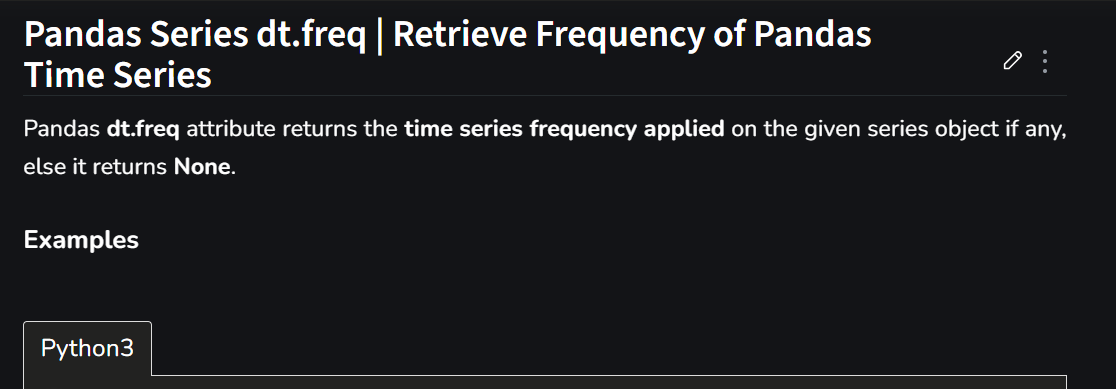 Pandas Series dt.freq | Retrieve Frequency of Pandas
Time Series
Pandas dt.freq attribute returns the time series frequency applied on the given series object if any,
else it returns None.
Examples
Python3